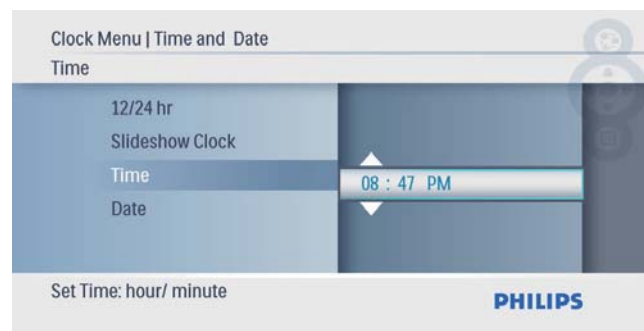 Clock Menu | Time and Date
Time
12/24 hr
Slideshow Clock
Time
08 : 47 PM
Date
Set Time: hour/ minute
PHILIPS